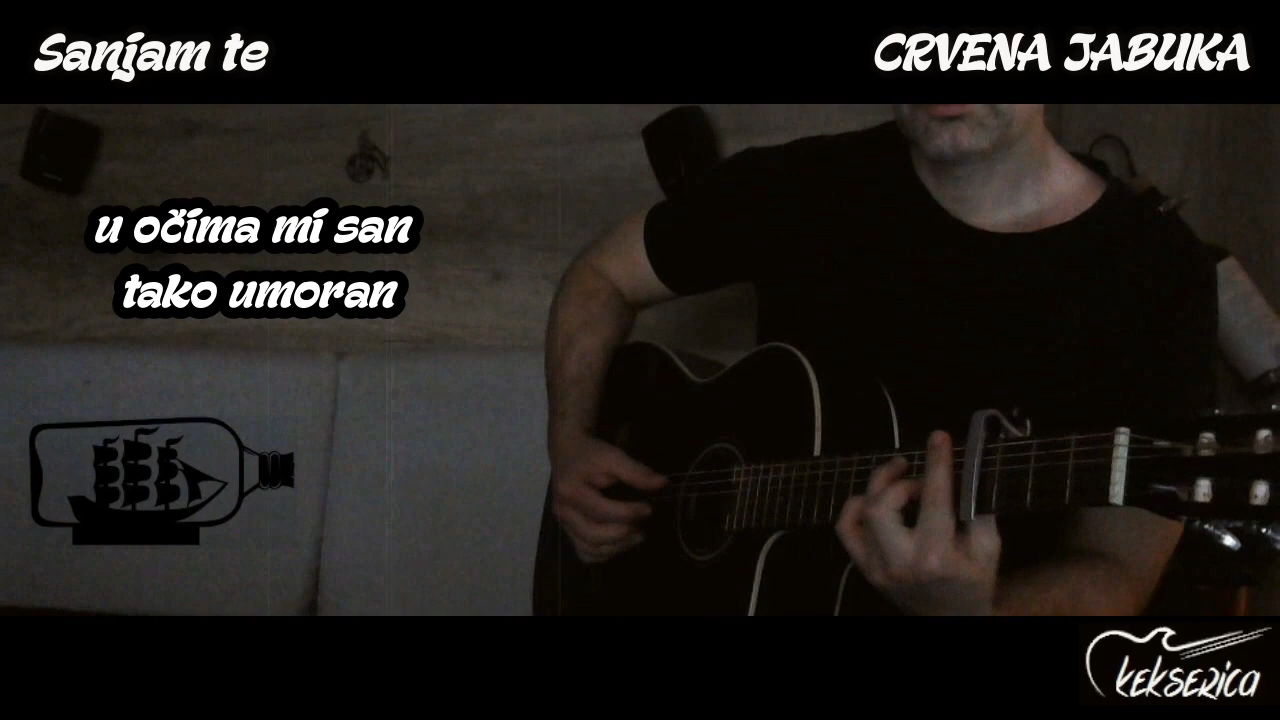 Sanjam te
CRVENA JABUKA
u očima mi san
tako umoran
KEKSERICA